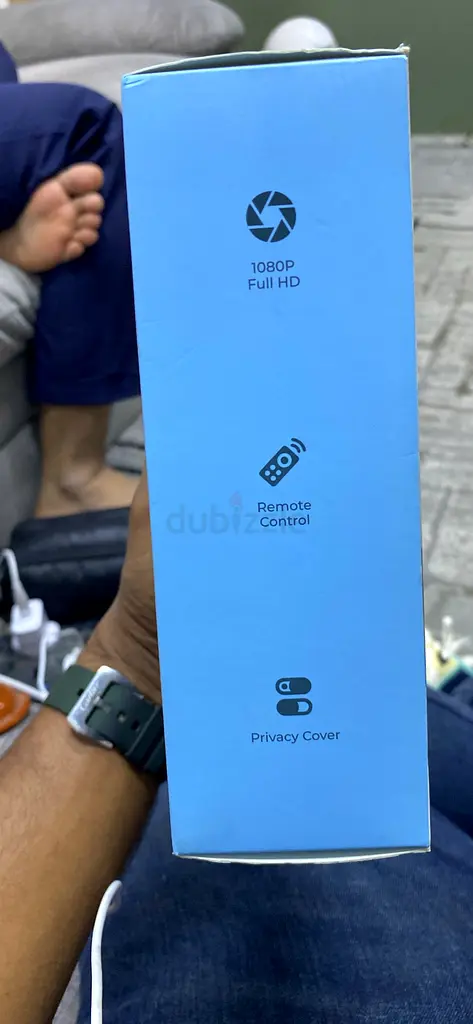 1080P
Full HD
Remote
Control
dubizzle
Privacy Cover